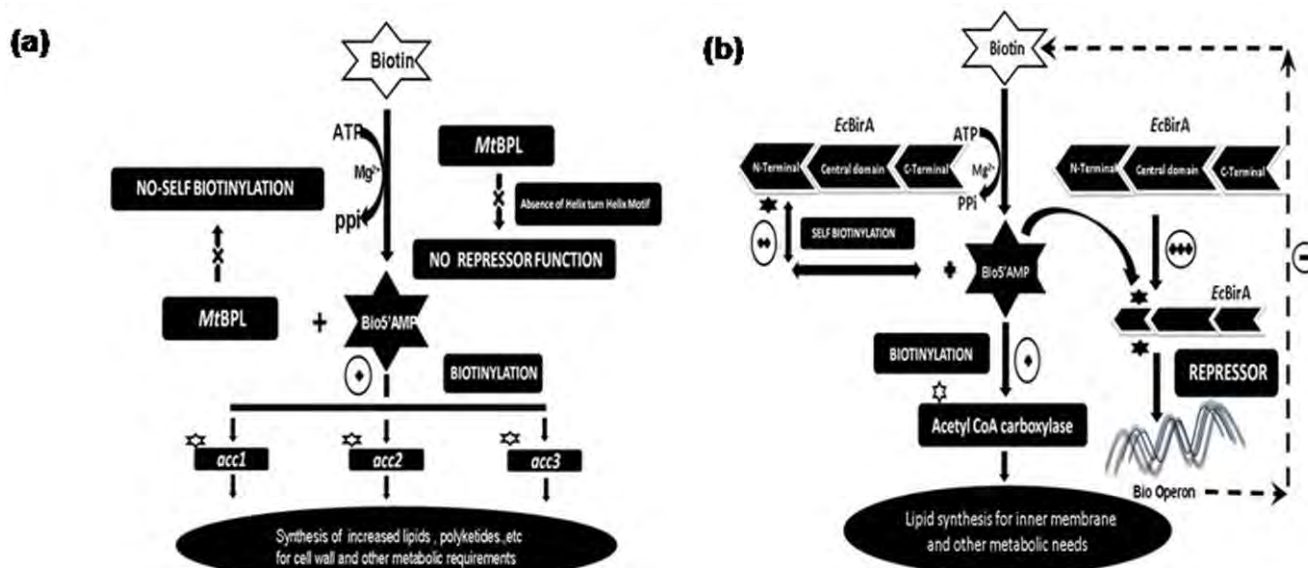 (a)
Biotin
ATP
Mg2+
ppi
MtBPL
Absence of Helix turn Helix Motif
NO REPRESSOR FUNCTION
NO-SELF BIOTINYLATION
MtBPL
+
Bio5'AMP
BIOTINYLATION
acc1
acc2
acc3
Synthesis of increased lipids , polyketides .,etc
for cell wall and other metabolic requirements
(b)
Biotin
EcBirA
N-Terminal
Central domain
C-Terminal
ATP
Mg2+
PPi
EcBirA
N-Terminal
Central domain
C-Terminal
SELF BIOTINYLATION
+
Bio5'AMP
EcBirA
BIOTINYLATION
REPRESSOR
Acetyl CoA carboxylase
Bio Operon
Lipid synthesis for inner membrane
and other metabolic needs